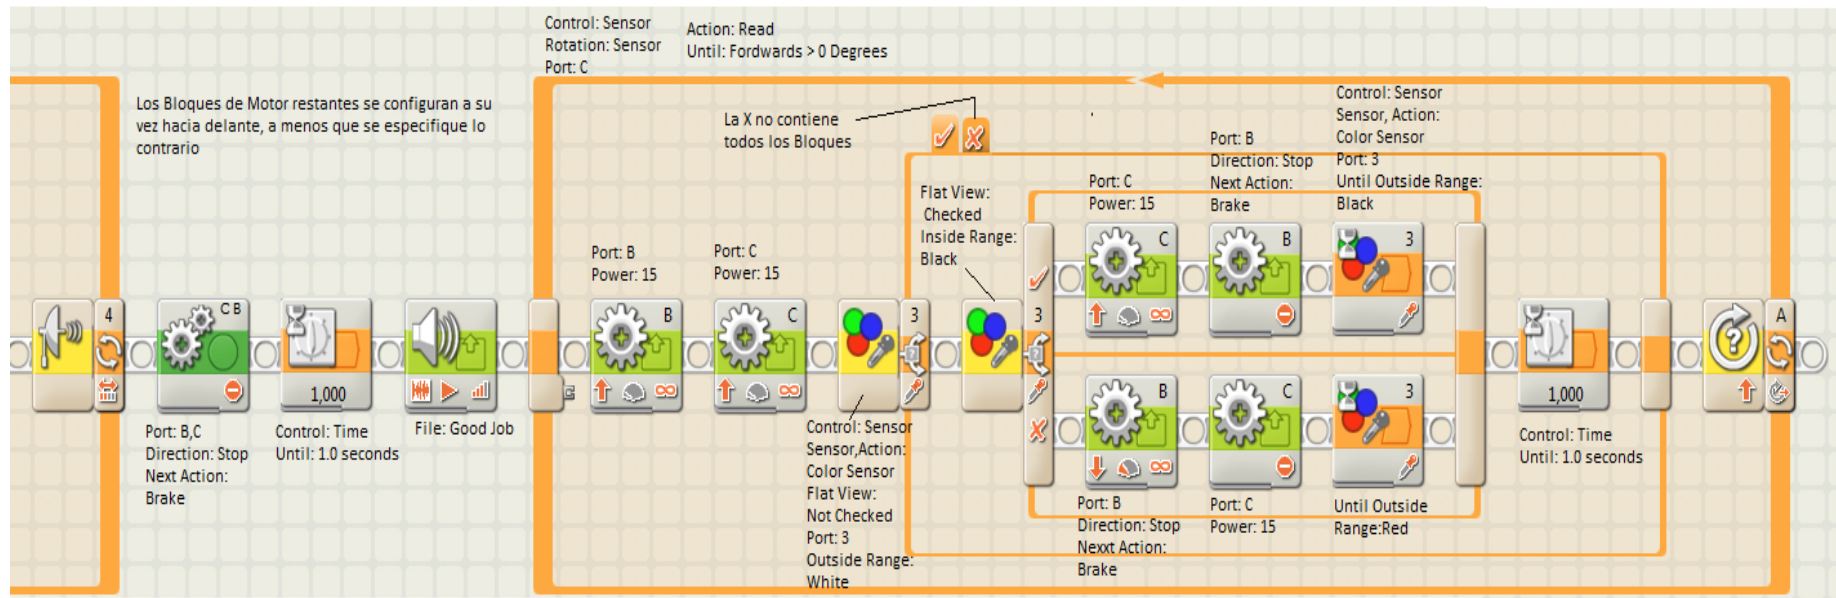 Control: Sensor
Rotation: Sensor
Port: C
Action: Read
Until: Fordwards > 0 Degrees
Los Bloques de Motor restantes se configuran a su
vez hacia delante, a menos que se especifique lo
contrario
La X no contiene
todos los Bloques
Control: Sensor
Sensor, Action:
Color Sensor
Port: 3
Until Outside Range:
Black
Port: B
Direction: Stop
Next Action:
Brake
Port: C
Power: 15
Flat View:
Checked
Inside Range:
Black
Port: B
Power: 15
Port: C
Power: 15
C
B
3
4
C B
B
C
3
3
A
1,000
1,000
C
B
C
3
Port: B,C
Direction: Stop
Next Action:
Brake
Control: Time
Until: 1.0 seconds
File: Good Job
Control: Sensor
Sensor,Action:
Color Sensor
Flat View:
Not Checked
Port: 3
Outside Range:
White
Port: B
Direction: Stop
Nexxt Action:
Brake
Port: C
Power: 15
Until Outside
Range:Red
Control: Time
Until: 1.0 seconds